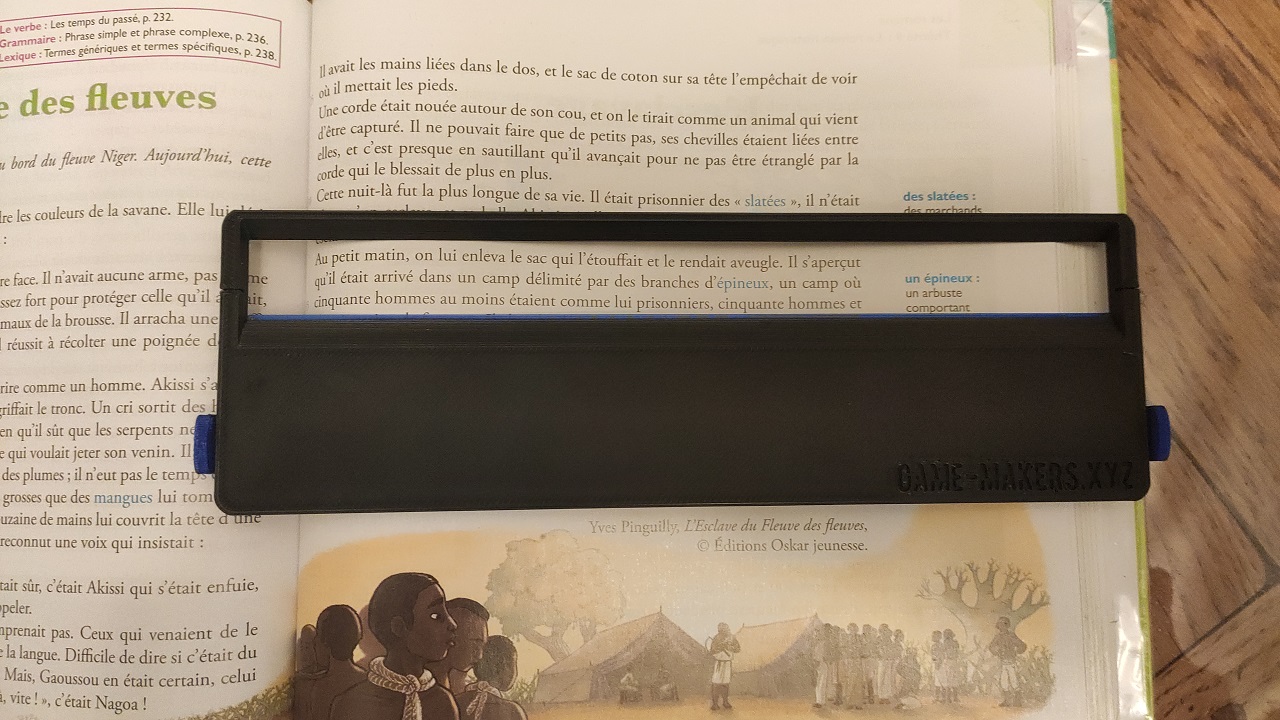 Le verbe : Les temps du passé, p. 232.
Grammaire : Phrase simple et phrase complexe, p. 236.
Lexique : Termes génériques et termes spécifiques, p. 238.
e des fleuves
u bord du fleuve Niger. Aujourd'hui, cette
re les couleurs de la savane. Elle lui
:
re face. Il n'avait aucune arme, pas me
ssez fort pour protéger celle qu'il ait,
maux de la brousse. Il arracha une
l réussit à récolter une poignée d
rire comme un homme. Akissi s'a
griffait le tronc. Un cri sortit des
en qu'il sût que les serpents ne
e qui voulait jeter son venin. Il
des plumes ; il n'eut pas le temps
grosses que des mangues lui tom
uzaine de mains lui couvrit la tête d'une
reconnut une voix qui insistait :
tait sûr, c'était Akissi qui s'était enfuie,
ppeler.
mprenait pas. Ceux qui venaient de le
e la langue. Difficile de dire si c'était du
Mais, Gaoussou en était certain, celui
à, vite ! », c'était Nagoa !
Il avait les mains liées dans le dos, et le sac de coton sur sa tête l'empêchait de voir
où il mettait les pieds.
Une corde était nouée autour de son cou, et on le tirait comme un animal qui vient
d'être capturé. Il ne pouvait faire que de petits pas, ses chevilles étaient liées entre
elles, et c'est presque en sautillant qu'il avançait pour ne pas être étranglé par la
corde qui le blessait de plus en plus.
Cette nuit-là fut la plus longue de sa vie. Il était prisonnier des « slatées », il n'était
Au petit matin, on lui enleva le sac qui l'étouffait et le rendait aveugle. Il s'aperçut
qu'il était arrivé dans un camp délimité par des branches d'épineux, un camp où
cinquante hommes au moins étaient comme lui prisonniers, cinquante hommes et
des slatées :
des marchands
un épineux :
un arbuste
comportant
GAME-MAKERS.XYZ
Yves Pinguilly, L'Esclave du Fleuve des fleuves,
© Éditions Oskar jeunesse.